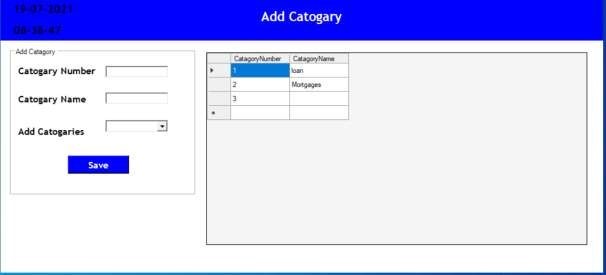 19-07-2021
08-38-47
Add Catogary
Add Category
Catogary Number
Catogary Name
Add Catogaries
Save
CatagoryNumber CatagoryName
1 loan
2 Mortgages
3